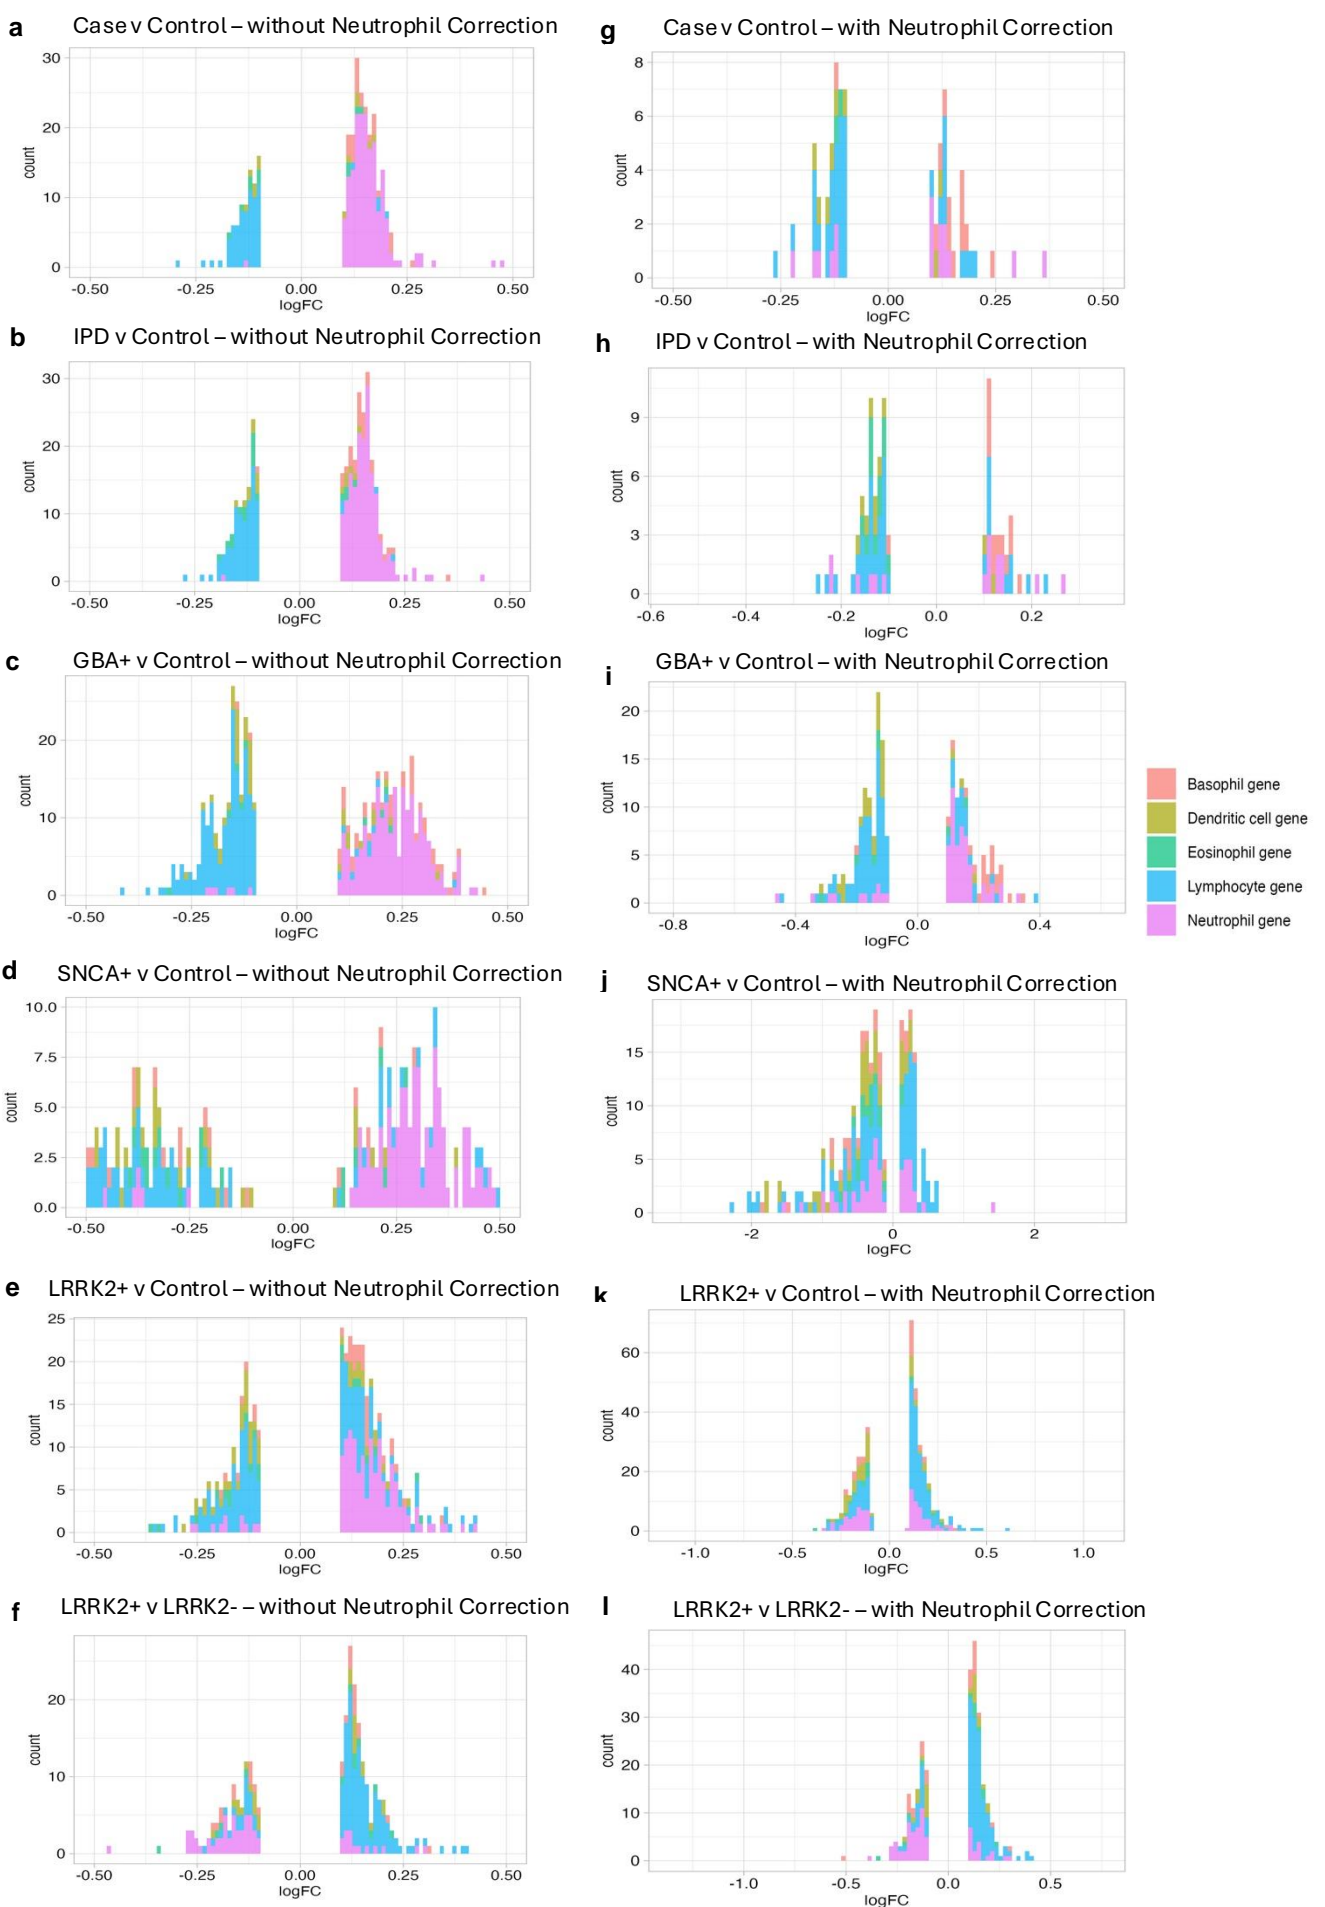 a Case v Control – without Neutrophil Correction
30
20
10
0
count
-0.50 -0.25 0.00 0.25 0.50
logFC
b IPD v Control – without Neutrophil Correction
30
20
10
0
count
-0.50 -0.25 0.00 0.25 0.50
logFC
c GBA+ v Control – without Neutrophil Correction
20
10
0
count
-0.50 -0.25 0.00 0.25 0.50
logFC
d SNCA+ v Control – without Neutrophil Correction
10.0
7.5
5.0
2.5
0.0
count
-0.50 -0.25 0.00 0.25 0.50
logFC
e LRRK2+ v Control – without Neutrophil Correction
25
20
15
10
5
0
count
-0.50 -0.25 0.00 0.25 0.50
logFC
f LRRK2+ v LRRK2- – without Neutrophil Correction
20
10
0
count
-0.50 -0.25 0.00 0.25 0.50
logFC
g Case v Control – with Neutrophil Correction
8
6
4
2
0
count
-0.50 -0.25 0.00 0.25 0.50
logFC
h IPD v Control – with Neutrophil Correction
9
6
3
0
count
-0.6 -0.4 -0.2 0.0 0.2
logFC
i GBA+ v Control – with Neutrophil Correction
20
15
10
5
0
count
-0.8 -0.4 0.0 0.4
logFC
j SNCA+ v Control – with Neutrophil Correction
15
10
5
0
count
-2 0 2
logFC
k LRRK2+ v Control – with Neutrophil Correction
60
40
20
0
count
-1.0 -0.5 0.0 0.5 1.0
logFC
l LRRK2+ v LRRK2- – with Neutrophil Correction
40
30
20
10
0
count
-1.0 -0.5 0.0 0.5
logFC
Basophil gene
Dendritic cell gene
Eosinophil gene
Lymphocyte gene
Neutrophil gene